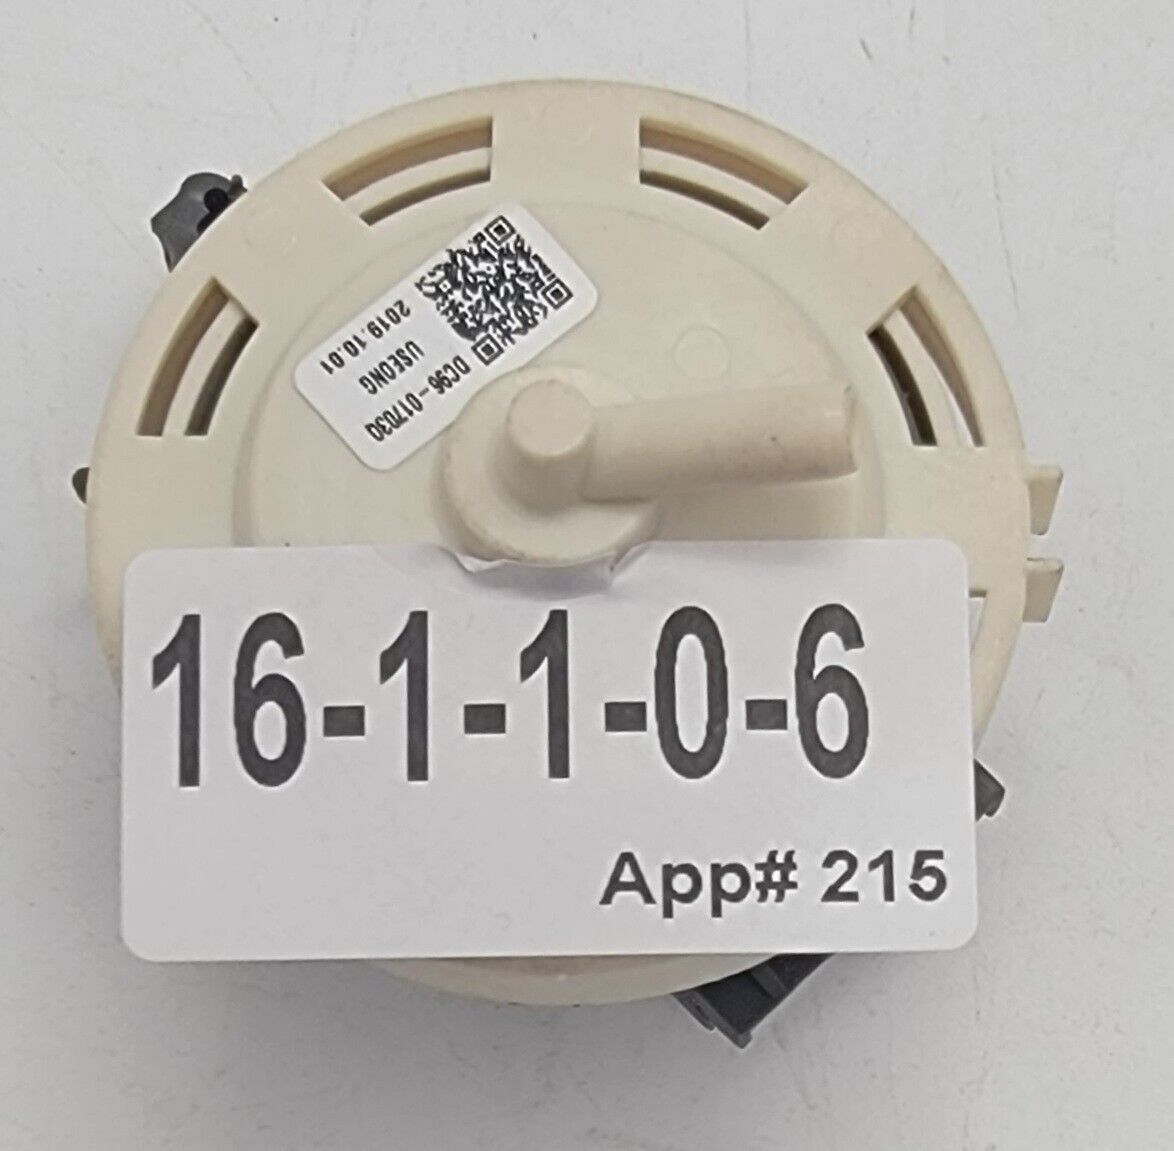 DC96-01703Q
USEONG
2019.10.01
16-1-1-0-6
App# 215